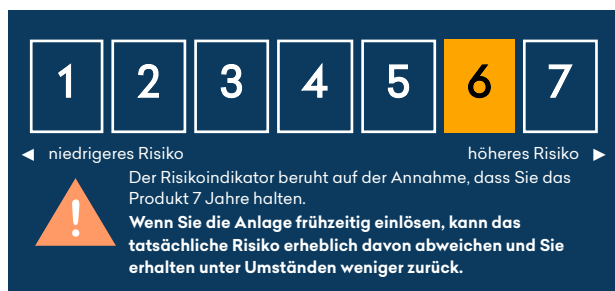 1 2 3 4 5 6 7
◄ niedrigeres Risiko höheres Risiko ►
Der Risikoindikator beruht auf der Annahme, dass Sie das
Produkt 7 Jahre halten.
!
Wenn Sie die Anlage frühzeitig einlösen, kann das
tatsächliche Risiko erheblich davon abweichen und Sie
erhalten unter Umständen weniger zurück.